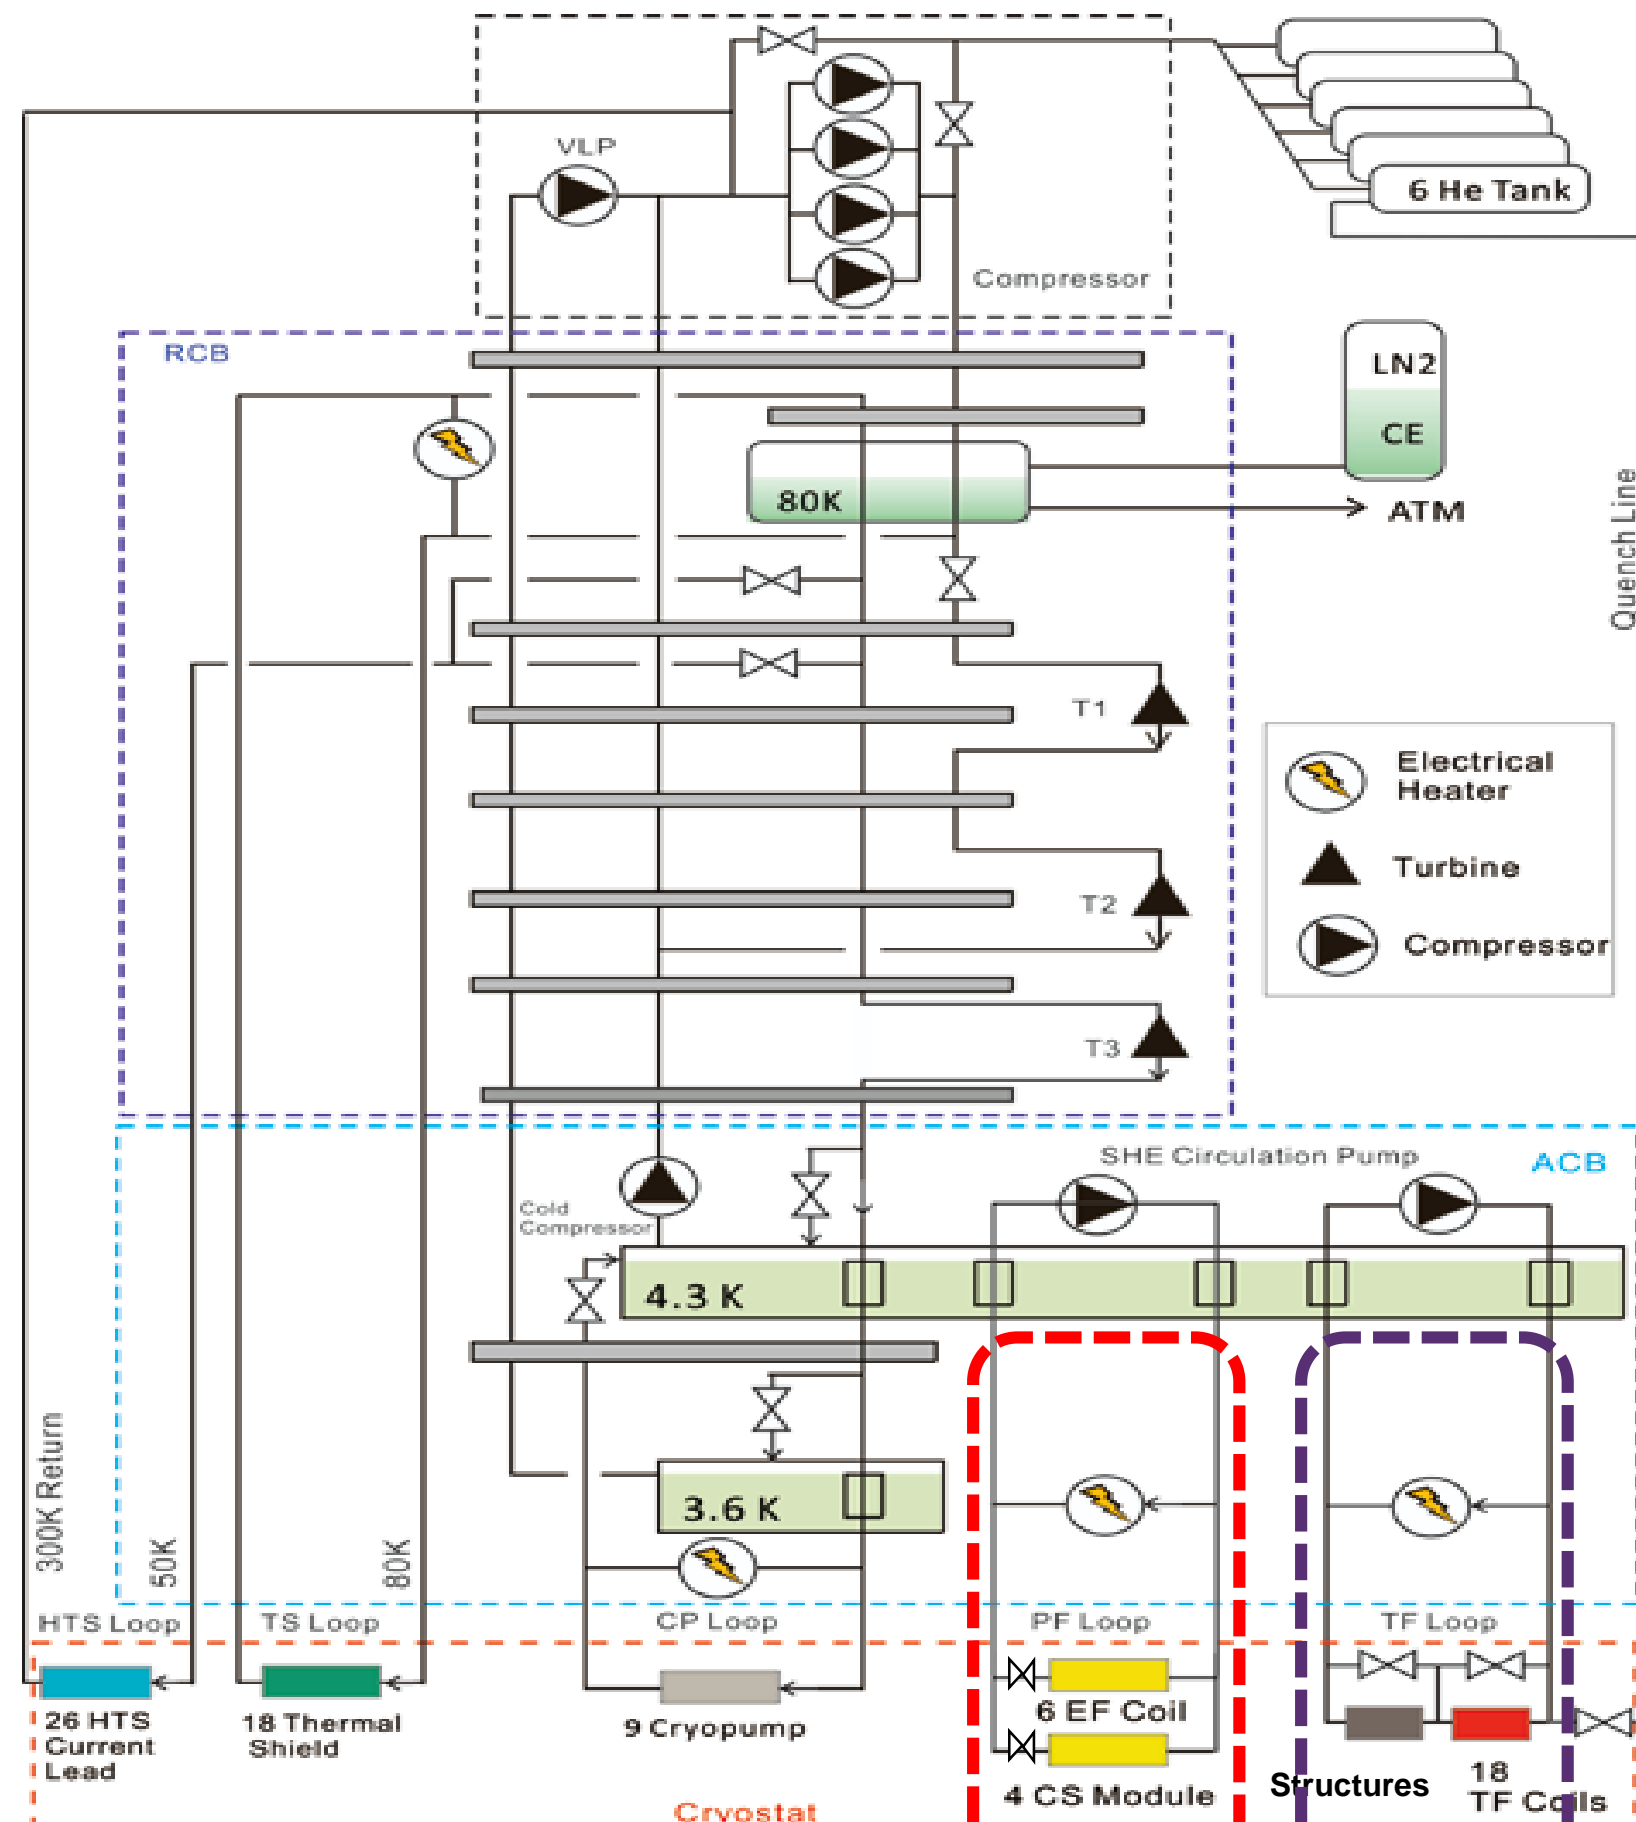 VLP
6 He Tank
Compressor
RCB
LN2
CE
80K
ATM
Quench Line
T1
Electrical
Heater
Turbine
T2
Compressor
T3
SHE Circulation Pump
ACB
Cold
Compressor
4.3 K
3.6 K
300K Return
50K
80K
HTS Loop
TS Loop
CP Loop
PF Loop
TF Loop
26 HTS
Current
Lead
18 Thermal
Shield
9 Cryopump
6 EF Coil
4 CS Module
Structures
18
TF Coils
Cryostat